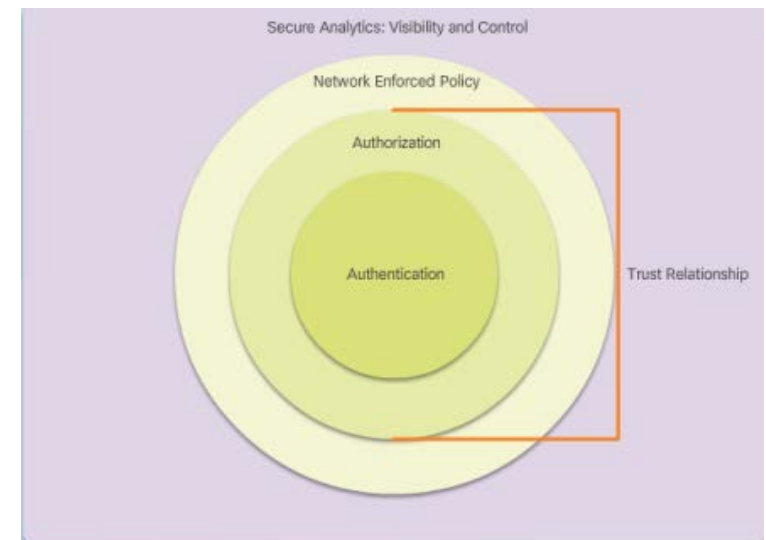 Secure Analytics: Visibility and Control
Network Enforced Policy
Authorization
Authentication
Trust Relationship